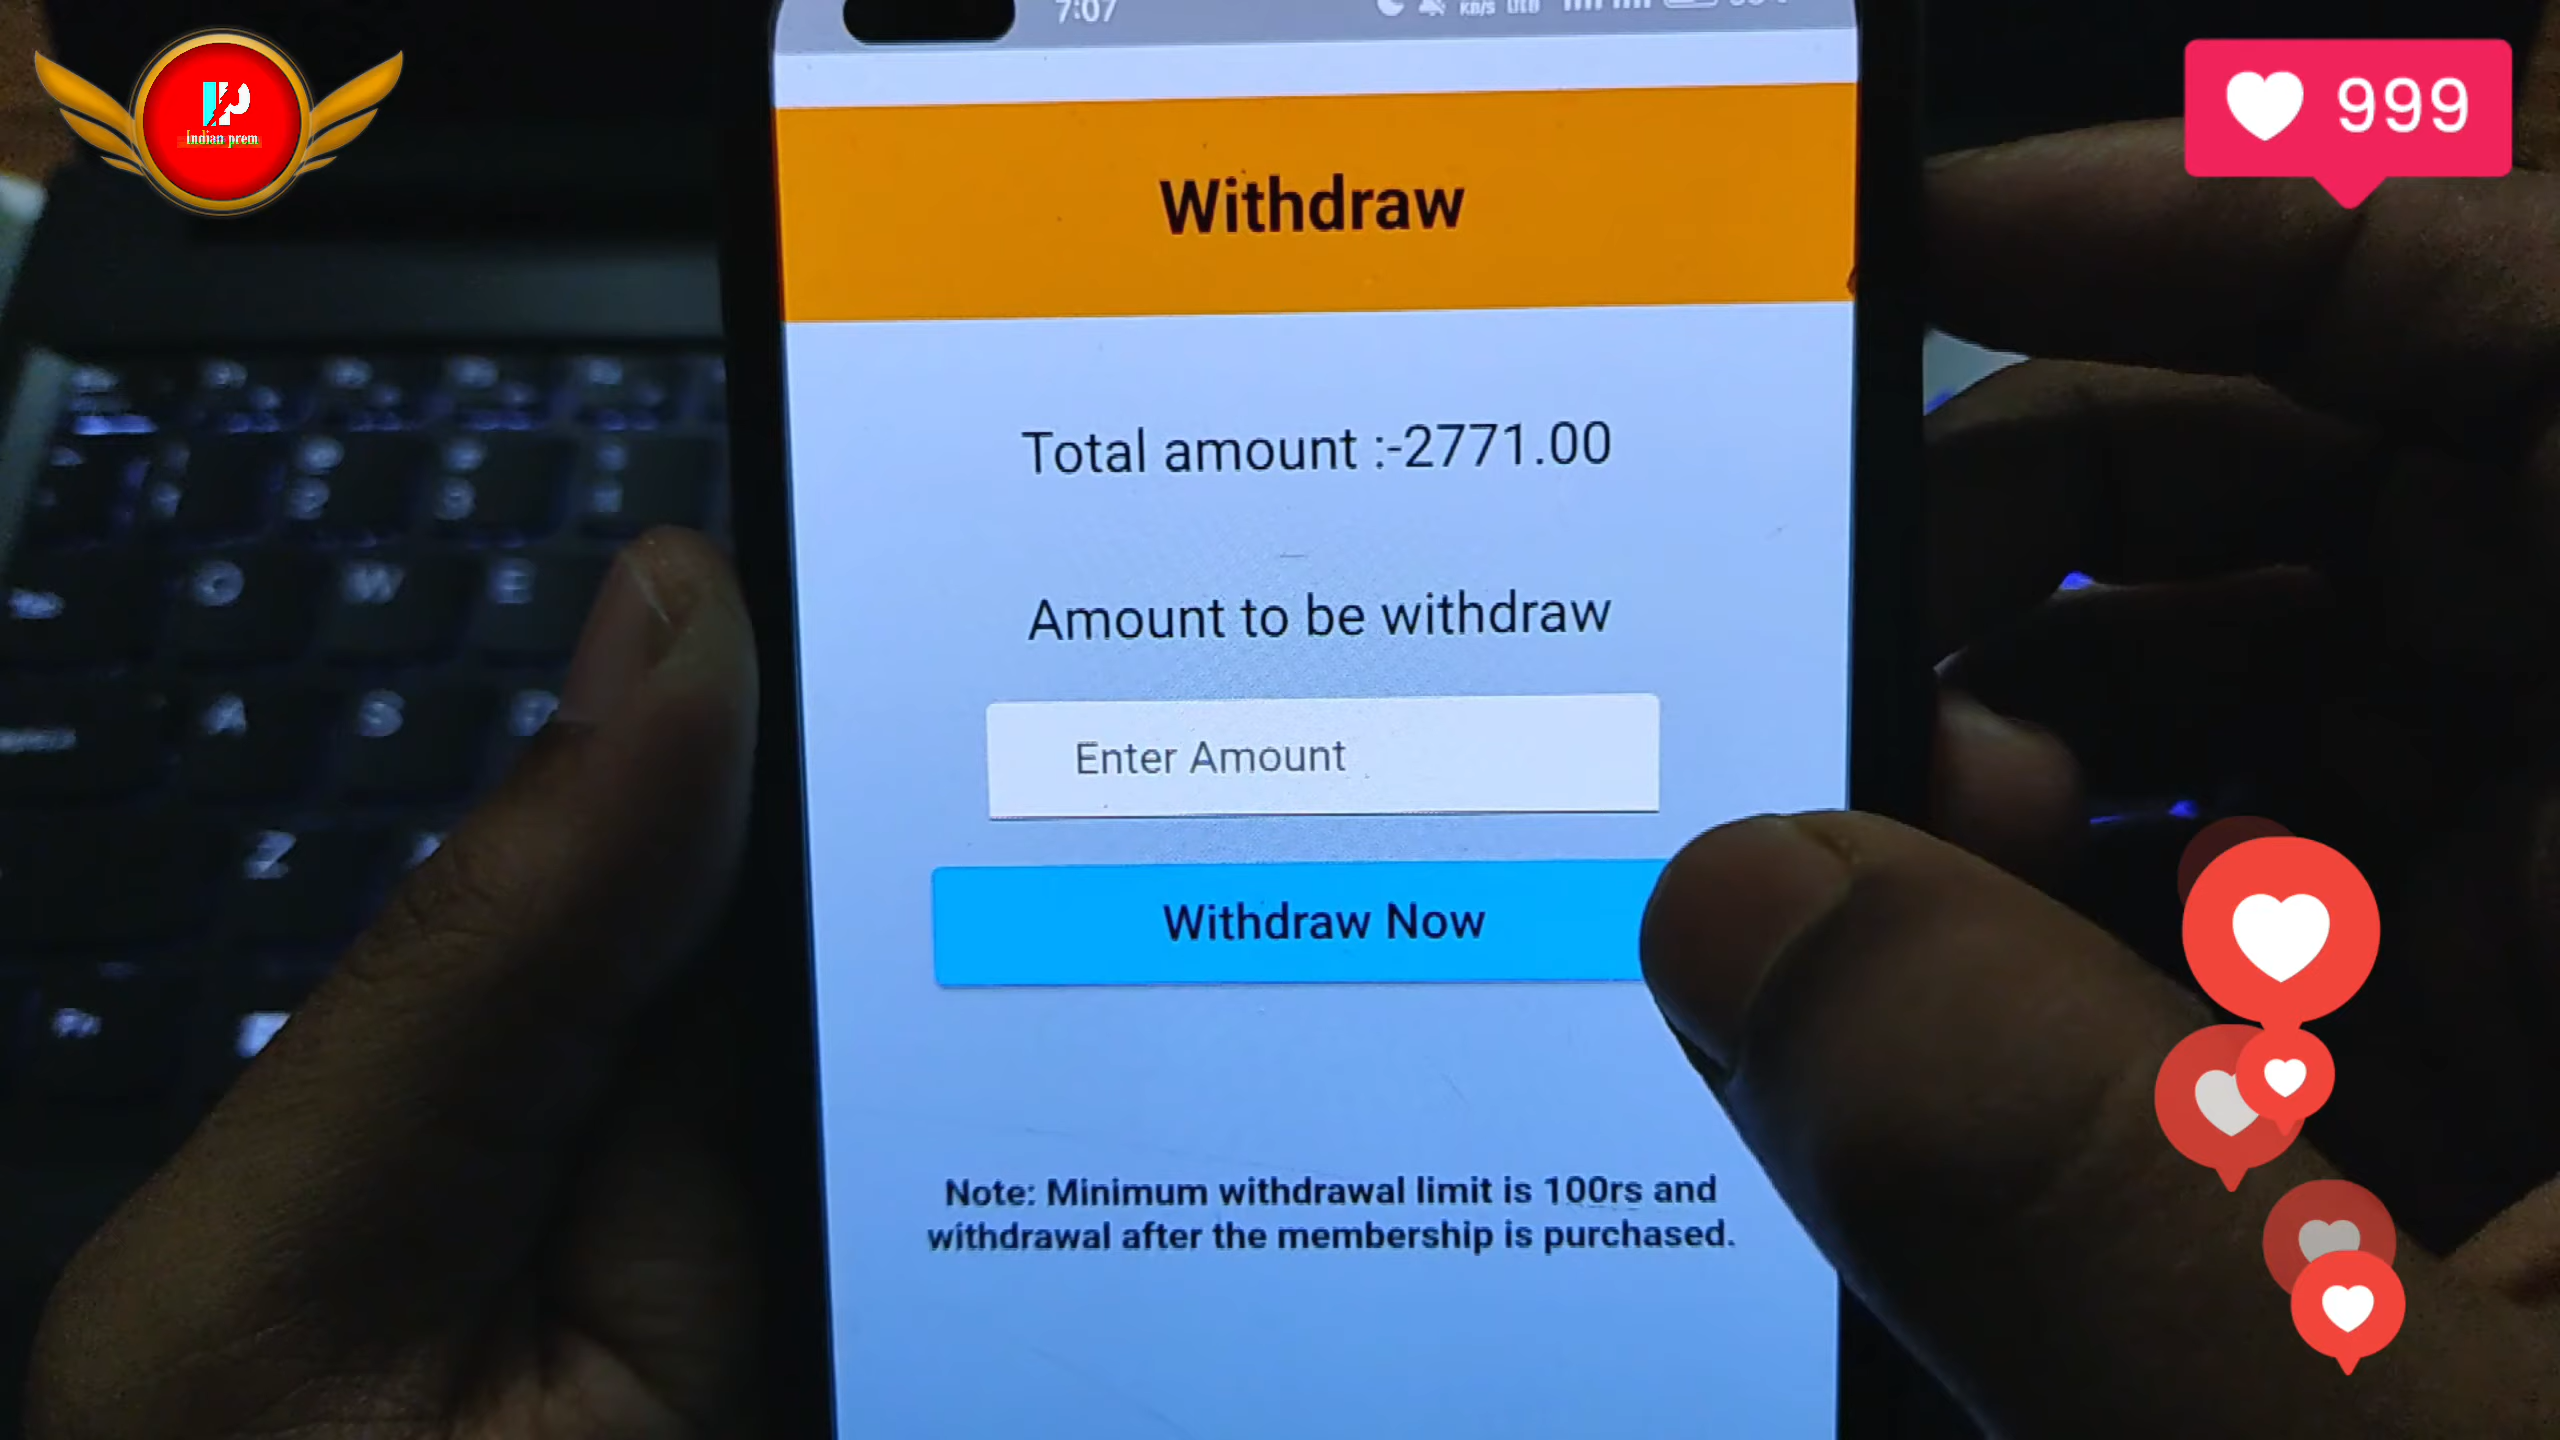 7:07
KB/s
Indian prem
999
Withdraw
Total amount :-2771.00
Amount to be withdraw
Enter Amount
Withdraw Now
Note: Minimum withdrawal limit is 100rs and
withdrawal after the membership is purchased.
W
E
A
S
Z